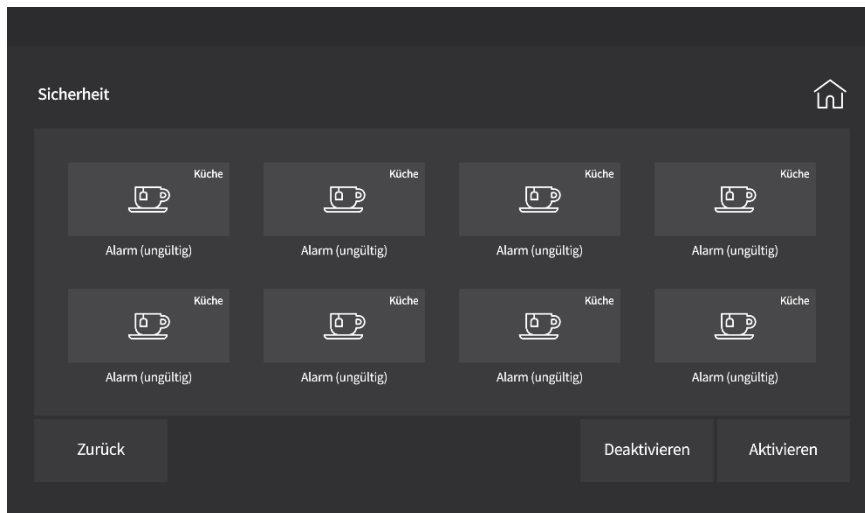 Sicherheit
Küche
Küche
Küche
Küche
Alarm (ungültig)
Alarm (ungültig)
Alarm (ungültig)
Alarm (ungültig)
Küche
Küche
Küche
Küche
Alarm (ungültig)
Alarm (ungültig)
Alarm (ungültig)
Alarm (ungültig)
Zurück
Deaktivieren
Aktivieren